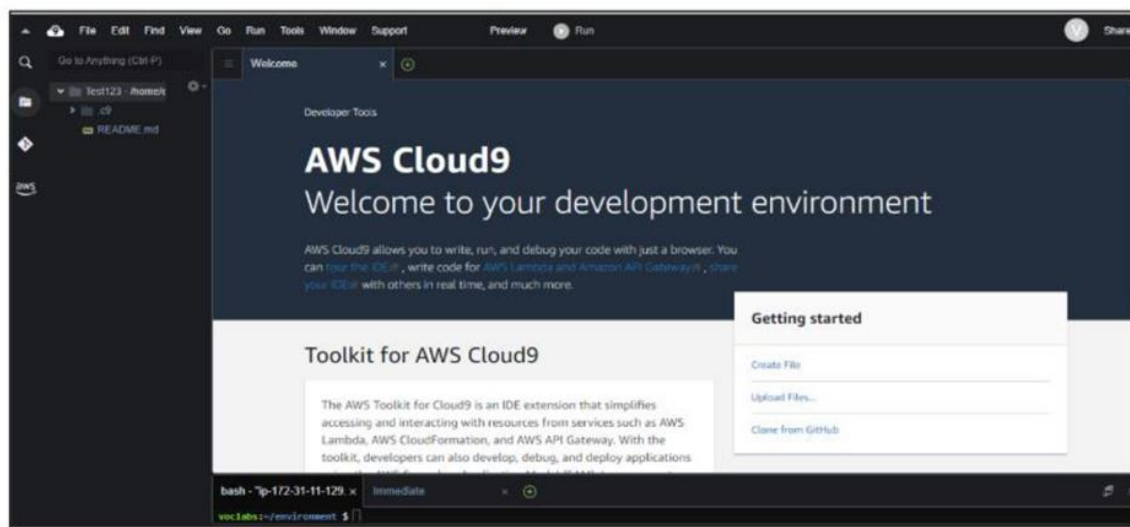 File Edit Find View Go Run Tools Window Support Preview Run V Share
Go to Anything (Ctrl-P)
Welcome
Test123 - /home/e
.c9
README.md
aws
Developer Tools
AWS Cloud9
Welcome to your development environment
AWS Cloud9 allows you to write, run, and debug your code with just a browser. You
can tour the IDE, write code for AWS Lambda and Amazon API Gateway, share
your IDE with others in real time, and much more.
Getting started
Create File
Upload Files...
Clone from GitHub
Toolkit for AWS Cloud9
The AWS Toolkit for Cloud9 is an IDE extension that simplifies
accessing and interacting with resources from services such as AWS
Lambda, AWS CloudFormation, and AWS API Gateway. With the
toolkit, developers can also develop, debug, and deploy applications
bash - "ip-172-31-11-129. Immediate
voclabs:~/environment $